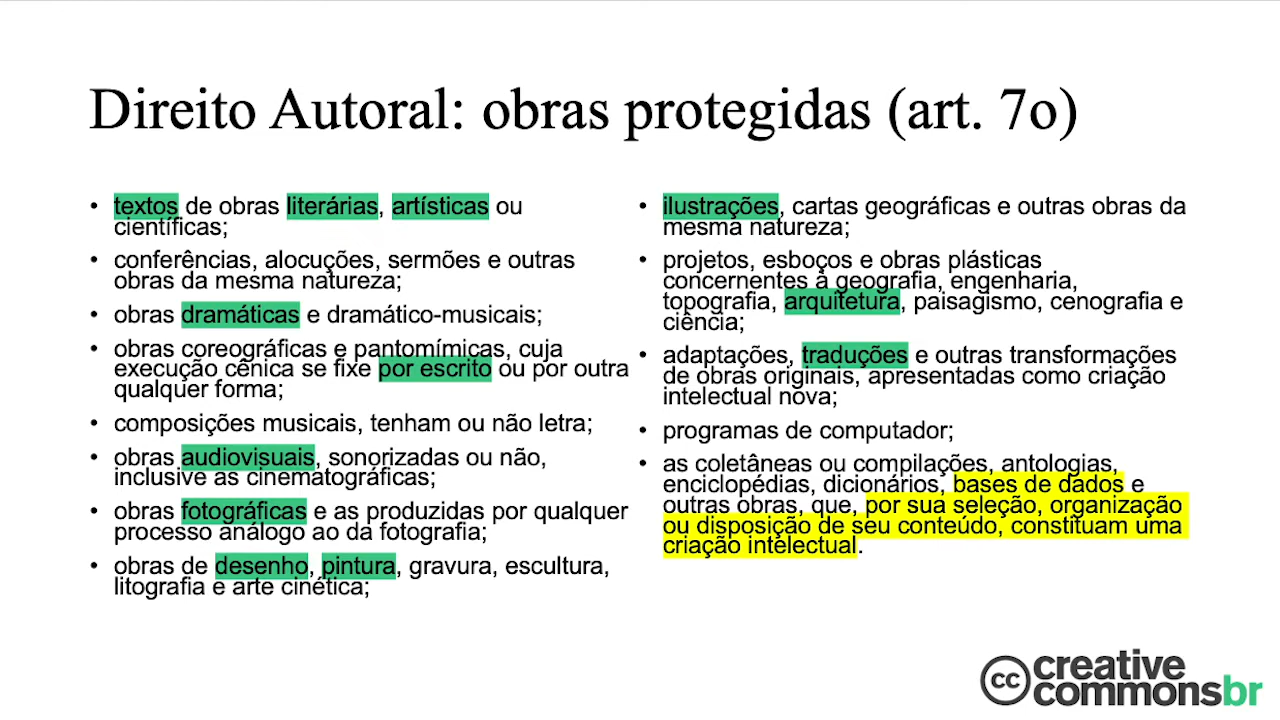 Direito Autoral: obras protegidas (art. 7o)
• textos de obras literárias, artísticas ou
científicas;
• conferências, alocuções, sermões e outras
obras da mesma natureza;
• obras dramáticas e dramático-musicais;
• obras coreográficas e pantomímicas, cuja
execução cênica se fixe por escrito ou por outra
qualquer forma;
• composições musicais, tenham ou não letra;
• obras audiovisuais, sonorizadas ou não,
inclusive as cinematográficas;
• obras fotográficas e as produzidas por qualquer
processo análogo ao da fotografia;
• obras de desenho, pintura, gravura, escultura,
litografia e arte cinética;
• ilustrações, cartas geográficas e outras obras da
mesma natureza;
• projetos, esboços e obras plásticas
concernentes à geografia, engenharia,
topografia, arquitetura, paisagismo, cenografia e
ciência;
• adaptações, traduções e outras transformações
de obras originais, apresentadas como criação
intelectual nova;
• programas de computador;
• as coletâneas ou compilações, antologias,
enciclopédias, dicionários, bases de dados e
outras obras, que, por sua seleção, organização
ou disposição de seu conteúdo, constituam uma
criação intelectual.
cc creative
commonsbr